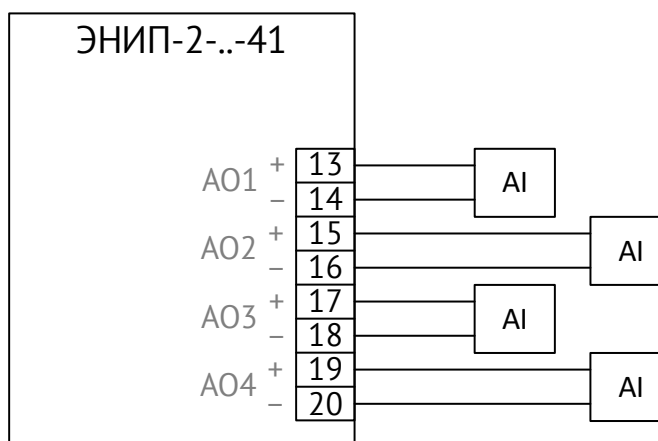 ЭНИП-2-..-41
AO1 + 13 AI
– 14
AO2 + 15 AI
– 16
AO3 + 17 AI
– 18
AO4 + 19 AI
– 20